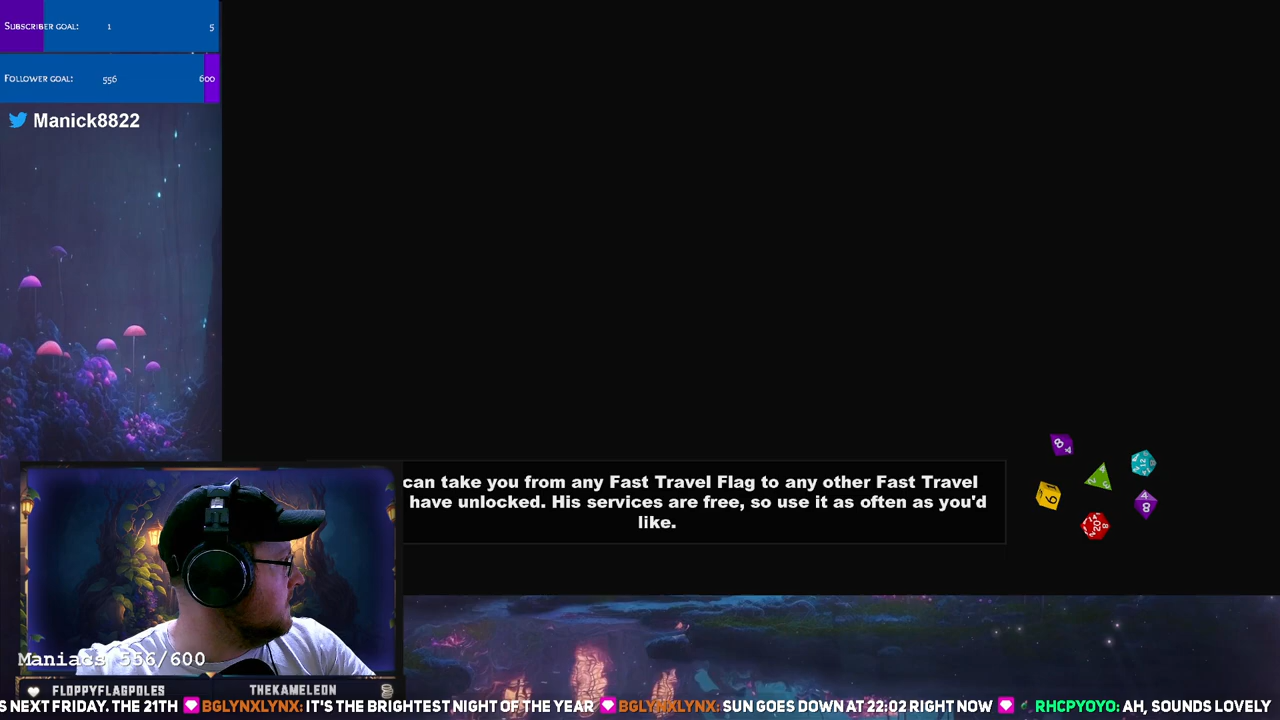 Subscriber goal: 1 5
Follower goal: 556 600
Manick8822
can take you from any Fast Travel Flag to any other Fast Travel
have unlocked. His services are free, so use it as often as you'd
like.
Maniacs 556/600
FLOPPYFLAGPOLES THEKAMELEON
S NEXT FRIDAY. THE 21TH BGLYNXLYNX: IT'S THE BRIGHTEST NIGHT OF THE YEAR BGLYNXLYNX: SUN GOES DOWN AT 22:02 RIGHT NOW RHCPYOYO: AH, SOUNDS LOVELY